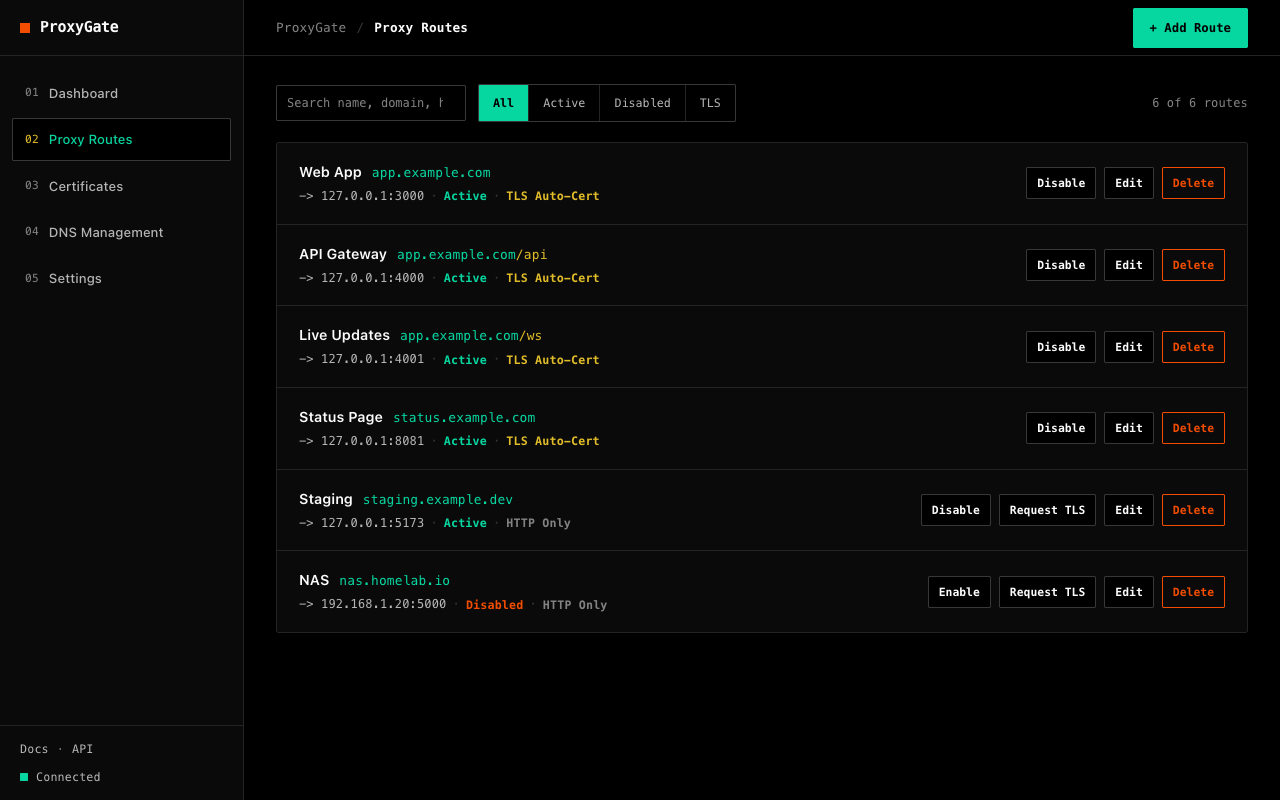 ProxyGate
ProxyGate / Proxy Routes
+ Add Route
01 Dashboard
02 Proxy Routes
03 Certificates
04 DNS Management
05 Settings
Search name, domain, h
All
Active
Disabled
TLS
6 of 6 routes
Web App app.example.com
—> 127.0.0.1:3000 · Active · TLS Auto—Cert
Disable
Edit
Delete
API Gateway app.example.com/api
—> 127.0.0.1:4000 · Active · TLS Auto—Cert
Disable
Edit
Delete
Live Updates app.example.com/ws
—> 127.0.0.1:4001 · Active · TLS Auto—Cert
Disable
Edit
Delete
Status Page status.example.com
—> 127.0.0.1:8081 · Active · TLS Auto—Cert
Disable
Edit
Delete
Staging staging.example.dev
—> 127.0.0.1:5173 · Active · HTTP Only
Disable
Request TLS
Edit
Delete
NAS nas.homelab.io
—> 192.168.1.20:5000 · Disabled · HTTP Only
Enable
Request TLS
Edit
Delete
Docs · API
Connected